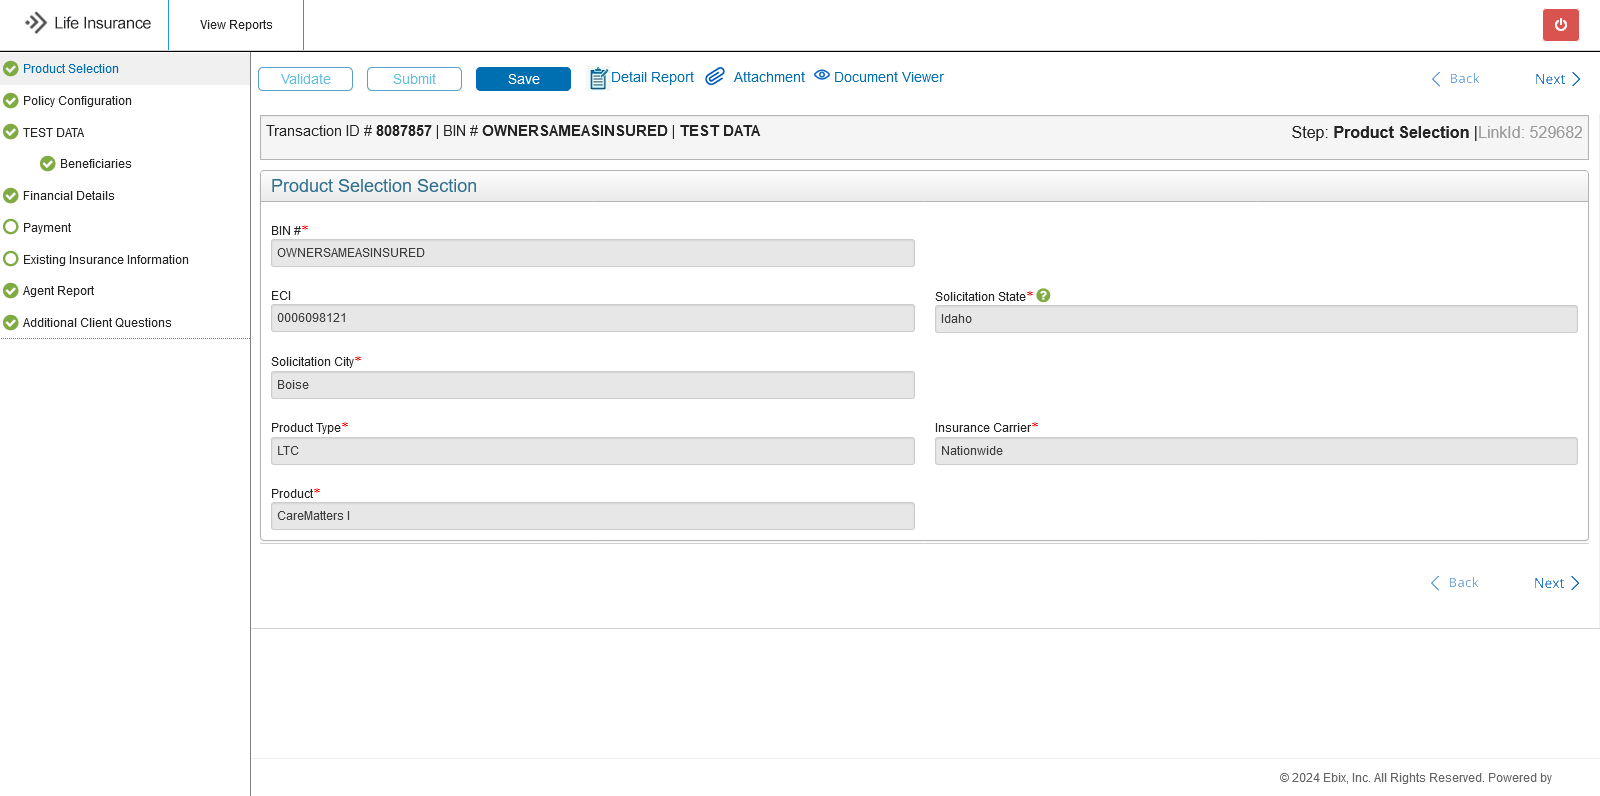 Life Insurance
View Reports
Product Selection
Policy Configuration
TEST DATA
Beneficiaries
Financial Details
Payment
Existing Insurance Information
Agent Report
Additional Client Questions
Validate
Submit
Save
Detail Report
Attachment
Document Viewer
Back
Next
Transaction ID # 8087857 | BIN # OWNERSAMEASINSURED | TEST DATA
Step: Product Selection |LinkId: 529682
Product Selection Section
BIN #*
OWNERSAMEASINSURED
ECI
0006098121
Solicitation State* ?
Idaho
Solicitation City*
Boise
Product Type*
LTC
Insurance Carrier*
Nationwide
Product*
CareMatters I
Back
Next
© 2024 Ebix, Inc. All Rights Reserved. Powered by